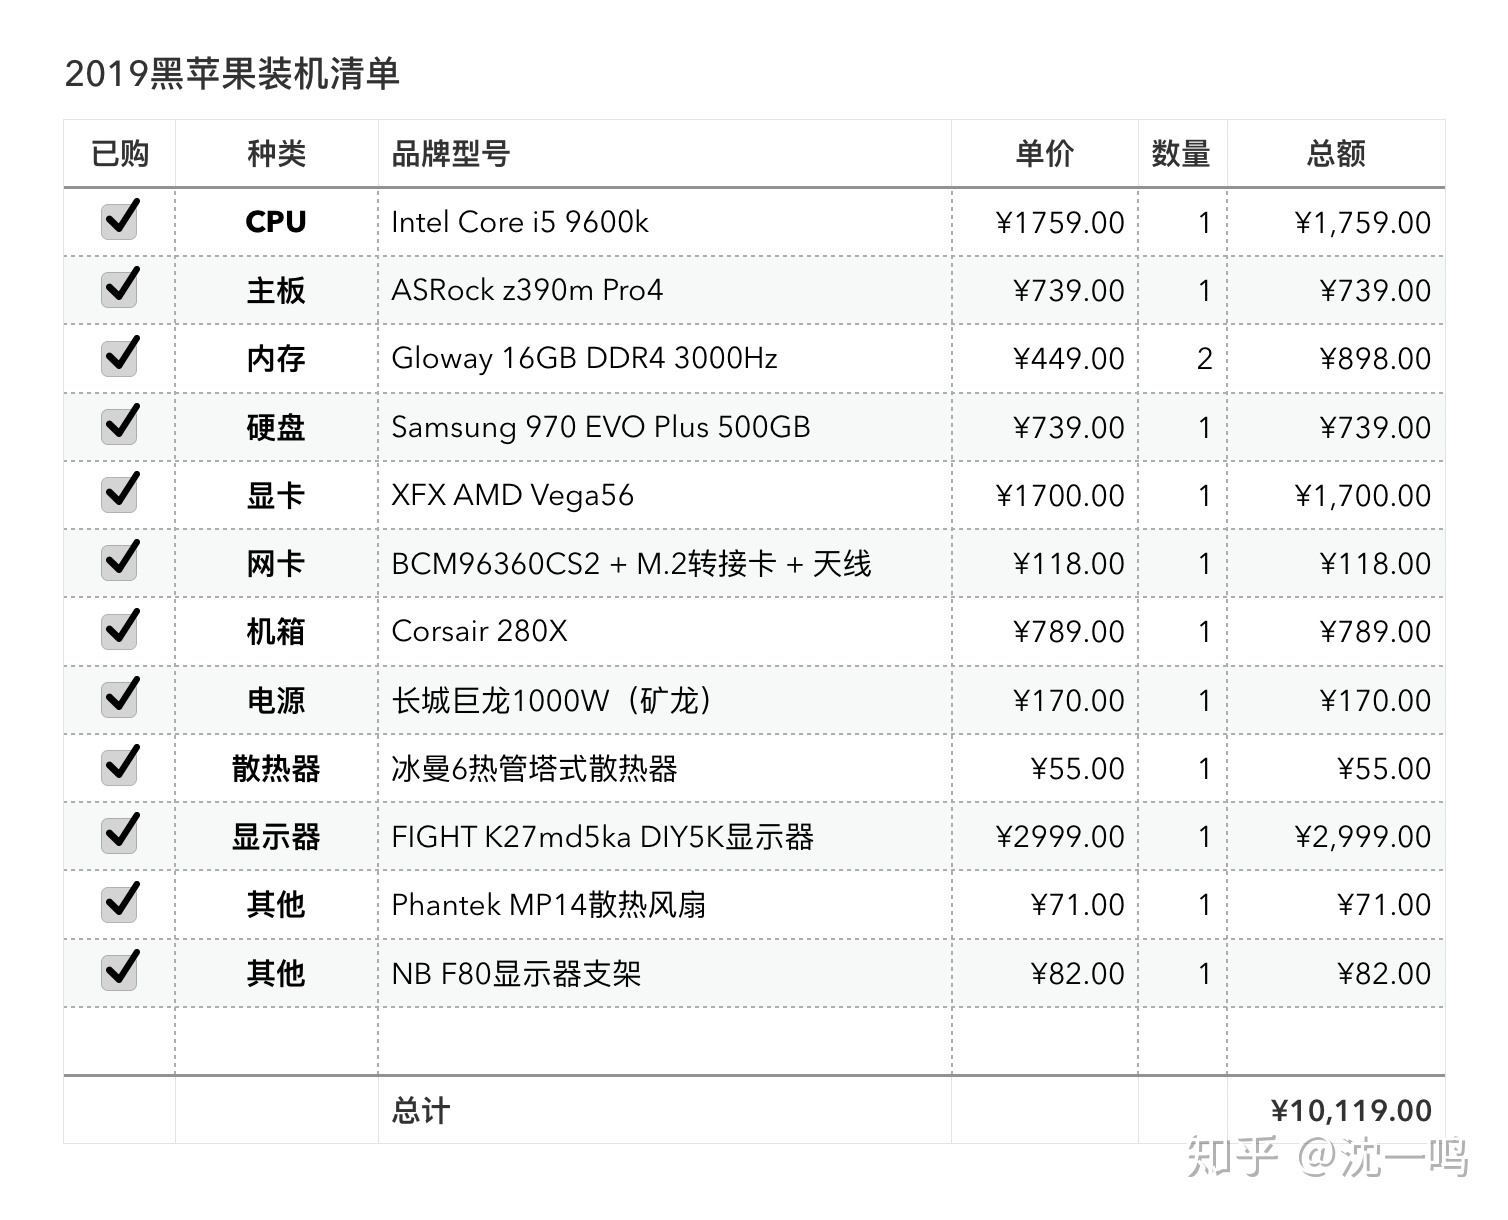 2019黑苹果装机清单
已购 种类 品牌型号 单价 数量 总额
CPU Intel Core i5 9600k ¥1759.00 1 ¥1,759.00
主板 ASRock z390m Pro4 ¥739.00 1 ¥739.00
内存 Gloway 16GB DDR4 3000Hz ¥449.00 2 ¥898.00
硬盘 Samsung 970 EVO Plus 500GB ¥739.00 1 ¥739.00
显卡 XFX AMD Vega56 ¥1700.00 1 ¥1,700.00
网卡 BCM96360CS2 + M.2转接卡 + 天线 ¥118.00 1 ¥118.00
机箱 Corsair 280X ¥789.00 1 ¥789.00
电源 长城巨龙1000W（矿龙） ¥170.00 1 ¥170.00
散热器 冰曼6热管塔式散热器 ¥55.00 1 ¥55.00
显示器 FIGHT K27md5ka DIY5K显示器 ¥2999.00 1 ¥2,999.00
其他 Phantek MP14散热风扇 ¥71.00 1 ¥71.00
其他 NB F80显示器支架 ¥82.00 1 ¥82.00
总计 ¥10,119.00
知乎 @沈一鸣